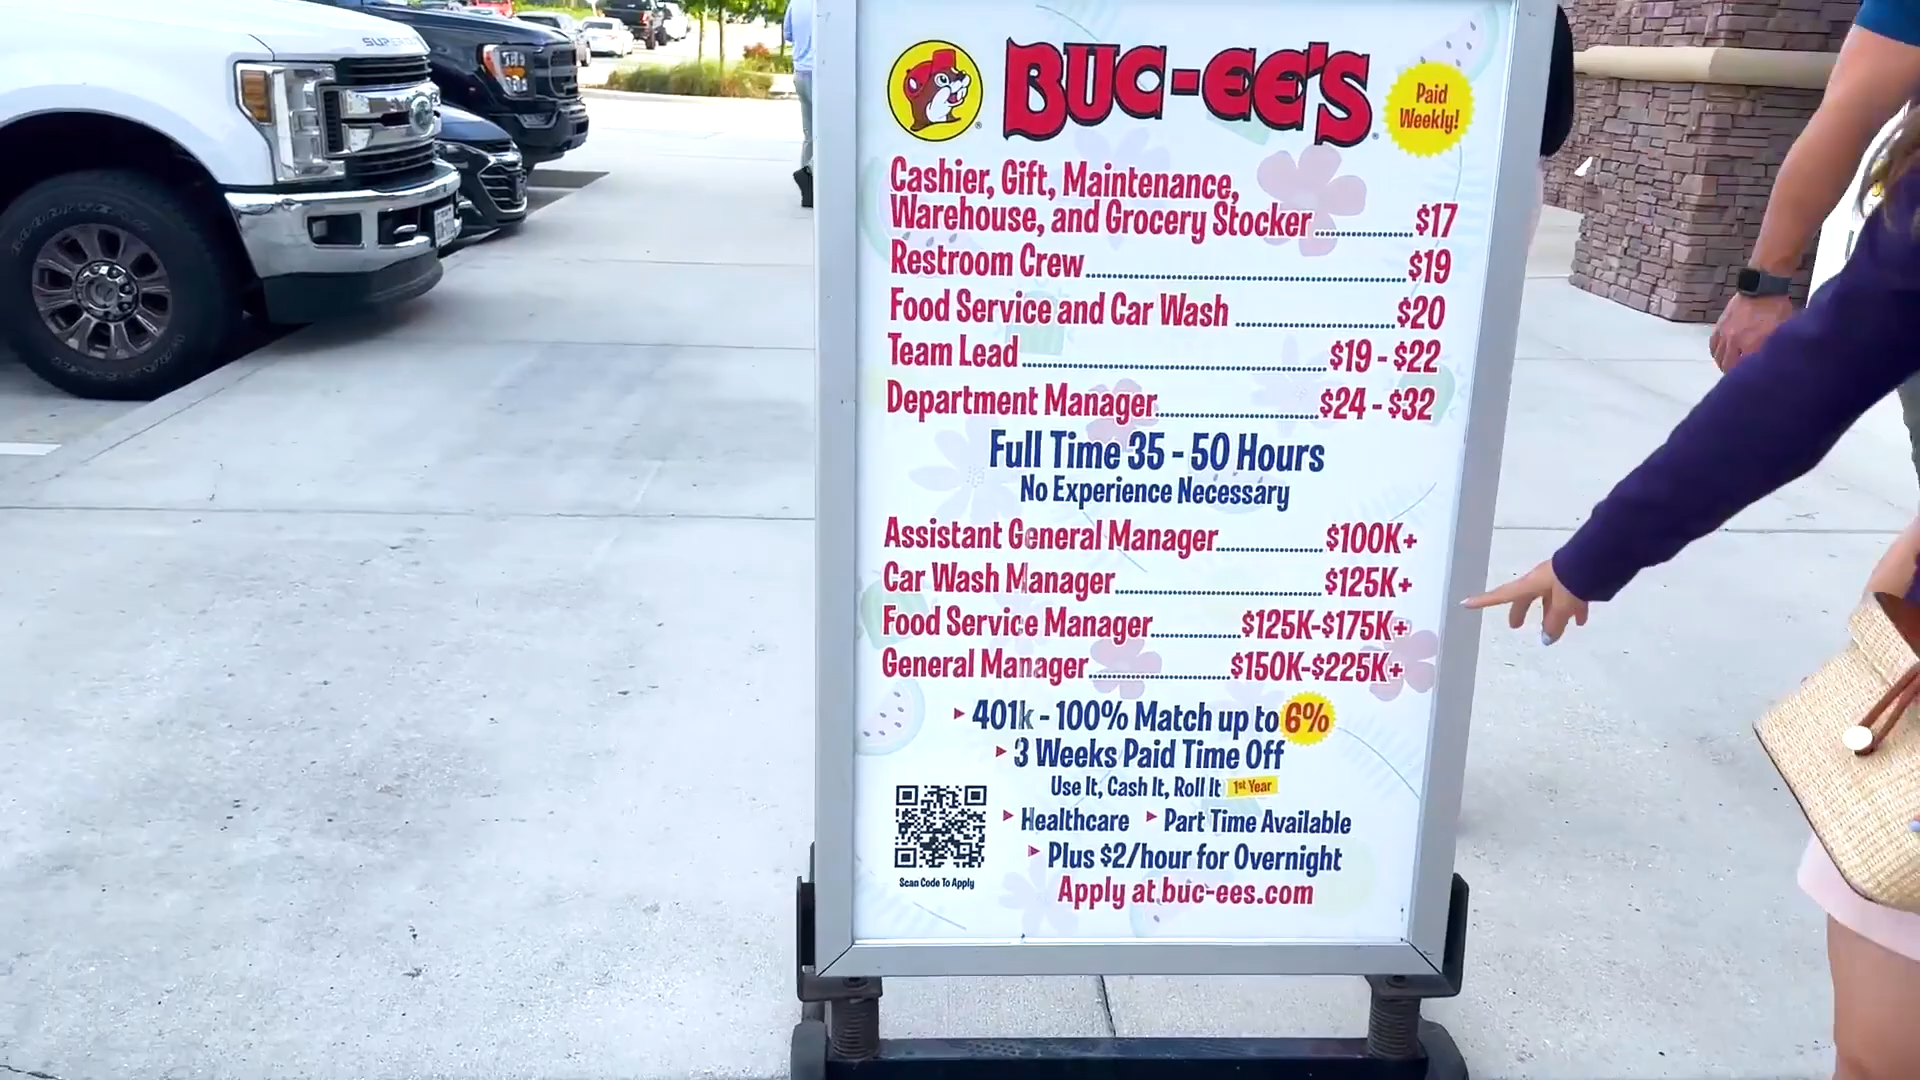 SUPER
GOODYEAR
BUC-EE'S
Paid
Weekly!
Cashier, Gift, Maintenance,
Warehouse, and Grocery Stocker..............$17
Restroom Crew..............$19
Food Service and Car Wash ..............$20
Team Lead..............$19 - $22
Department Manager..............$24 - $32
Full Time 35 - 50 Hours
No Experience Necessary
Assistant General Manager..............$100K+
Car Wash Manager..............$125K+
Food Service Manager..............$125K-$175K+
General Manager..............$150K-$225K+
401k - 100% Match up to 6%
3 Weeks Paid Time Off
Use It, Cash It, Roll It 1st Year
Healthcare Part Time Available
Plus $2/hour for Overnight
Apply at buc-ees.com
Scan Code To Apply